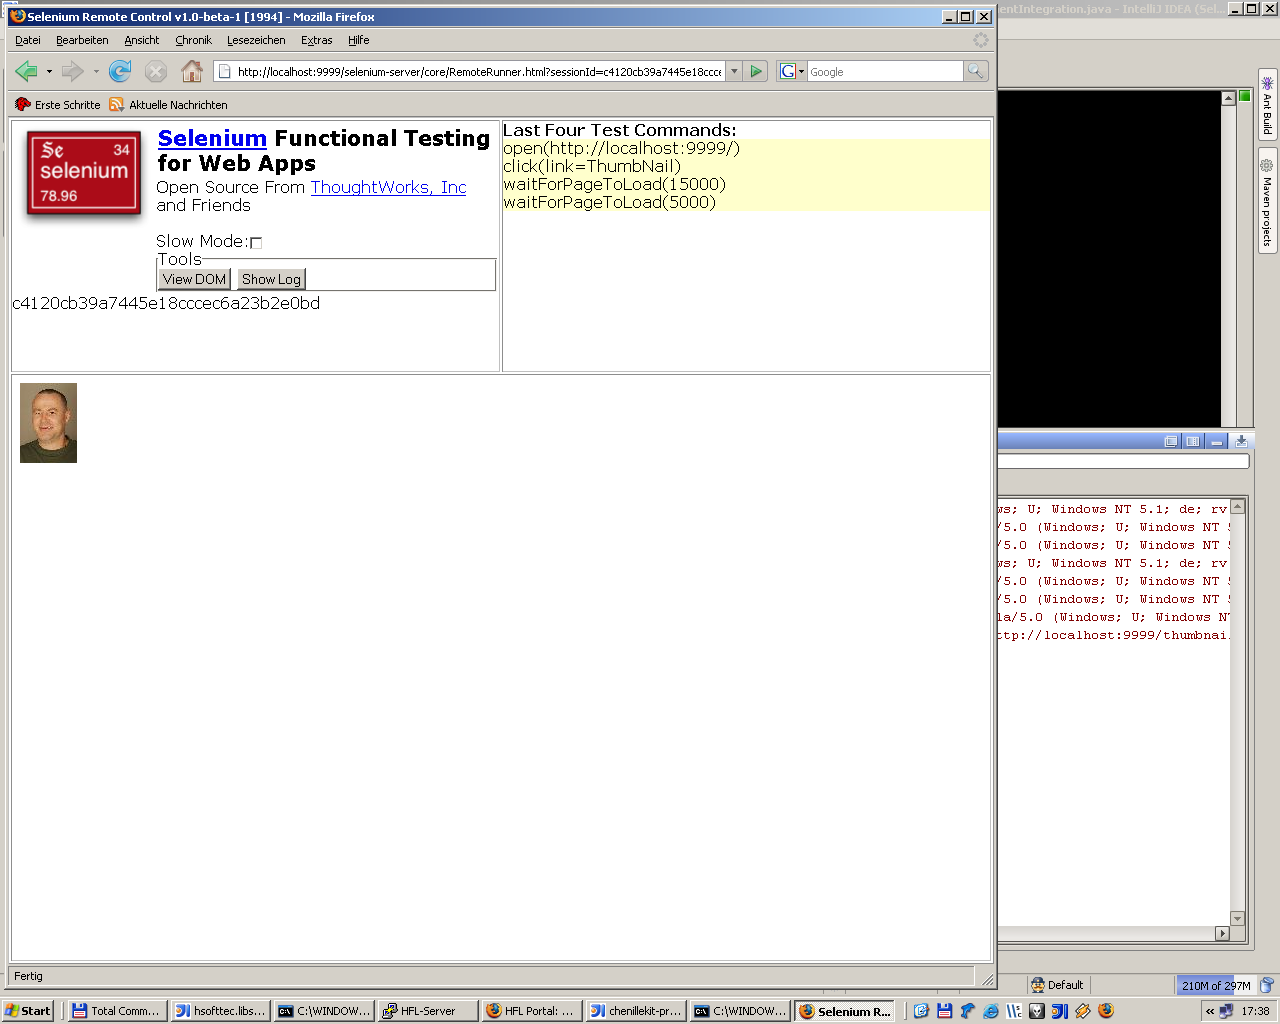 Selenium Remote Control v1.0-beta-1 [1994] - Mozilla Firefox
entIntegration.java - IntelliJ IDEA (Sel...
Datei Bearbeiten Ansicht Chronik Lesezeichen Extras Hilfe
http://localhost:9999/selenium-server/core/RemoteRunner.html?sessionId=c4120cb39a7445e18ccce
Google
Erste Schritte Aktuelle Nachrichten
Se 34
selenium
78.96
Selenium Functional Testing
for Web Apps
Open Source From ThoughtWorks, Inc
and Friends
Slow Mode:
Tools
View DOM Show Log
c4120cb39a7445e18cccec6a23b2e0bd
Last Four Test Commands:
open(http://localhost:9999/)
click(link=ThumbNail)
waitForPageToLoad(15000)
waitForPageToLoad(5000)
Ant Build
Maven projects
ws; U; Windows NT 5.1; de; rv
/5.0 (Windows; U; Windows NT 5
/5.0 (Windows; U; Windows NT 5
ws; U; Windows NT 5.1; de; rv
/5.0 (Windows; U; Windows NT 5
/5.0 (Windows; U; Windows NT 5
la/5.0 (Windows; U; Windows NT
ttp://localhost:9999/thumbnai
Fertig
Default
210M of 297M
Start Total Comm... hsofttec.libs... C:\WINDOW... HFL-Server HFL Portal: ... chenillekit-pr... C:\WINDOW... Selenium R... 17:38